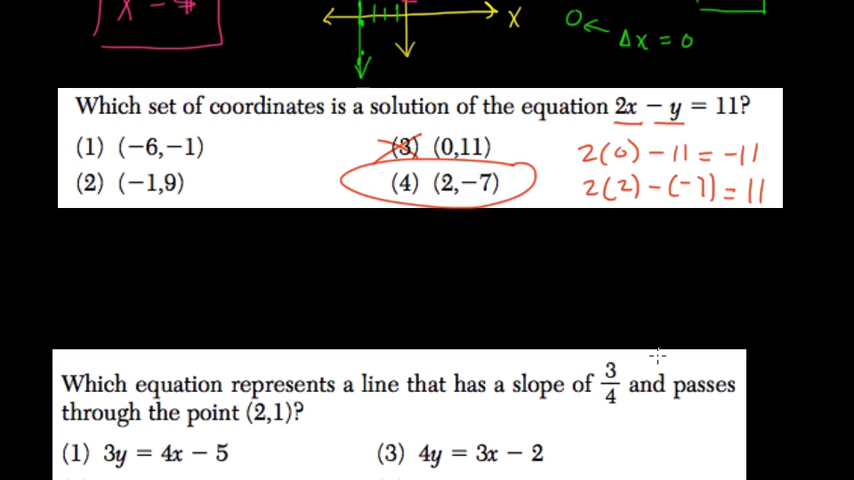 x - 7
x
0
Δx = 0
Which set of coordinates is a solution of the equation 2x − y = 11?
(1) (−6,−1)
(3) (0,11)
2(0) - 11 = -11
(2) (−1,9)
(4) (2,−7)
2(2) - (-7) = 11
Which equation represents a line that has a slope of 3/4 and passes
through the point (2,1)?
(1) 3y = 4x − 5
(3) 4y = 3x − 2